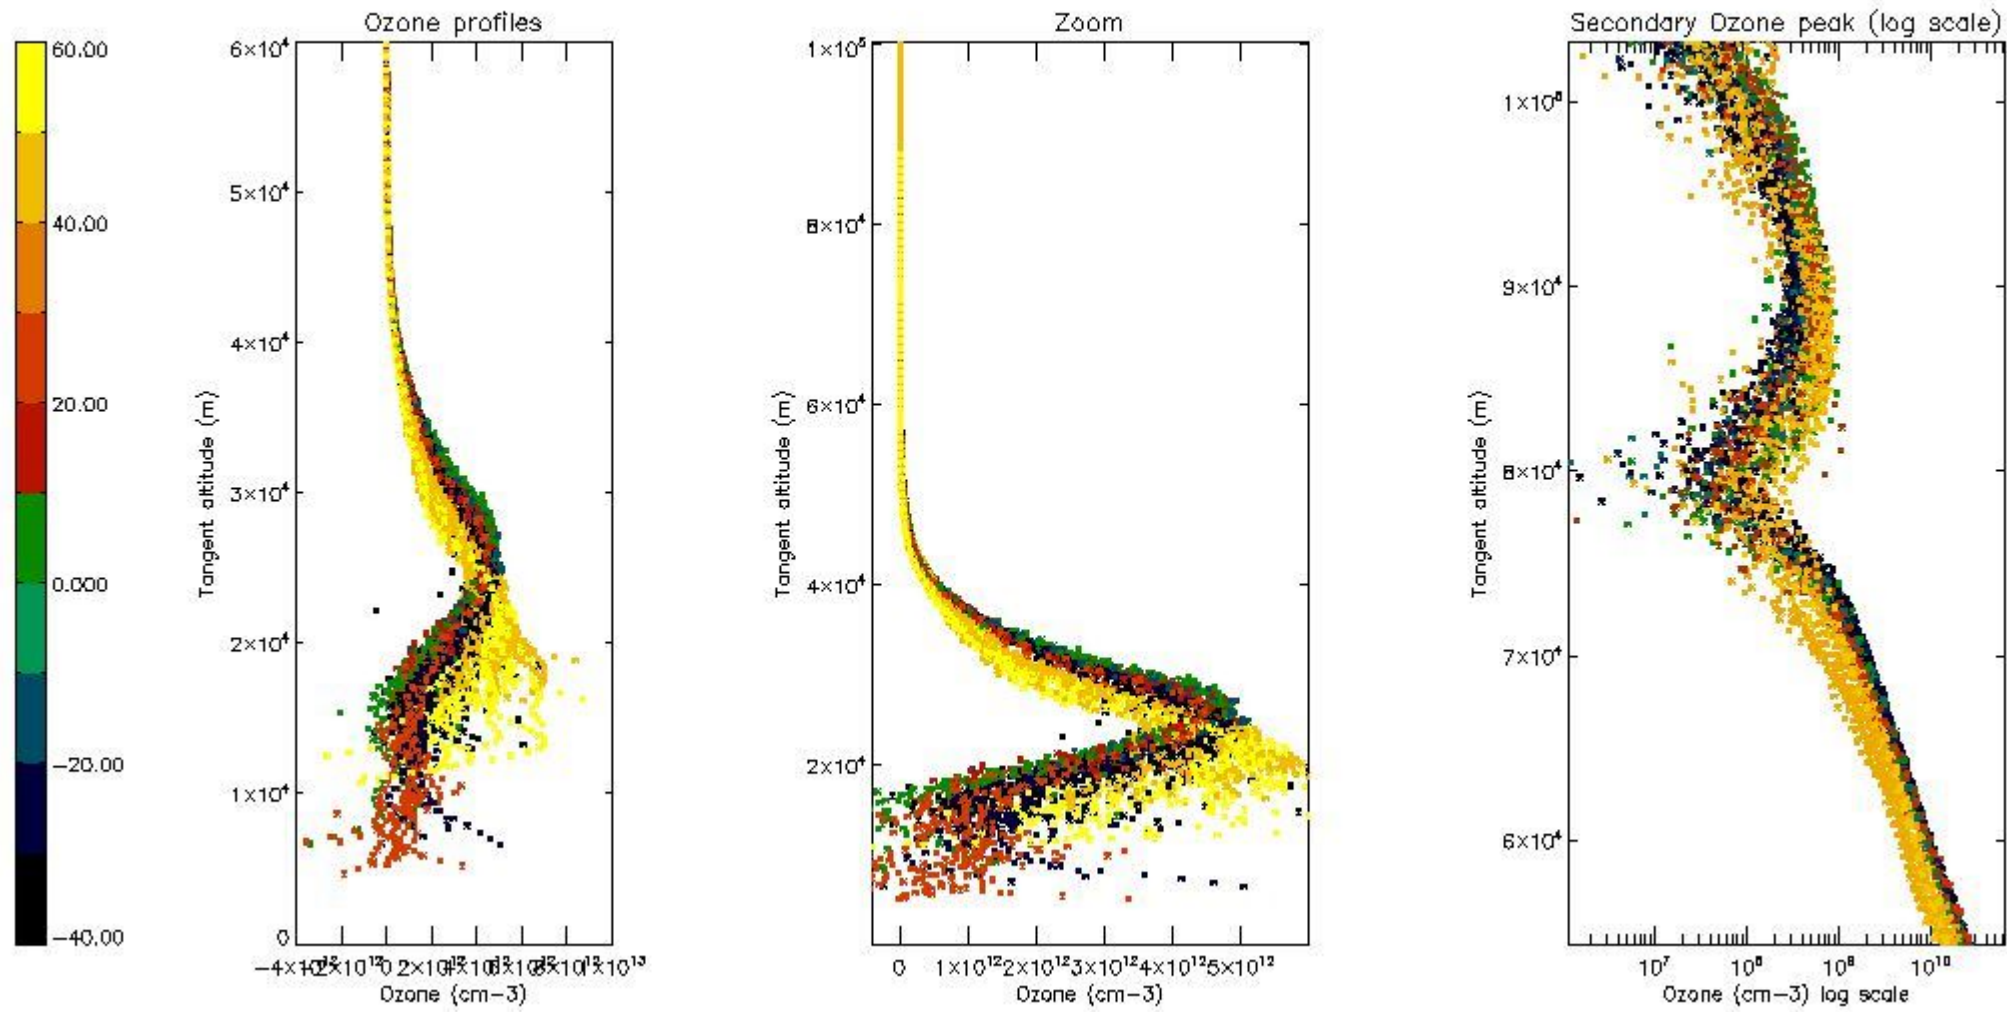 Ozone profiles
Zoom
Secondary Ozone peak (log scale)
60.00
40.00
20.00
0.000
−20.00
−40.00
6×10⁴
5×10⁴
4×10⁴
3×10⁴
2×10⁴
1×10⁴
0
Tangent altitude (m)
Ozone (cm−3)
1×10⁵
8×10⁴
6×10⁴
4×10⁴
2×10⁴
Tangent altitude (m)
0 1×10¹² 2×10¹² 3×10¹² 4×10¹² 5×10¹²
Ozone (cm−3)
1×10⁵
9×10⁴
8×10⁴
7×10⁴
6×10⁴
Tangent altitude (m)
10⁷ 10⁸ 10⁹ 10¹⁰
Ozone (cm−3) log scale